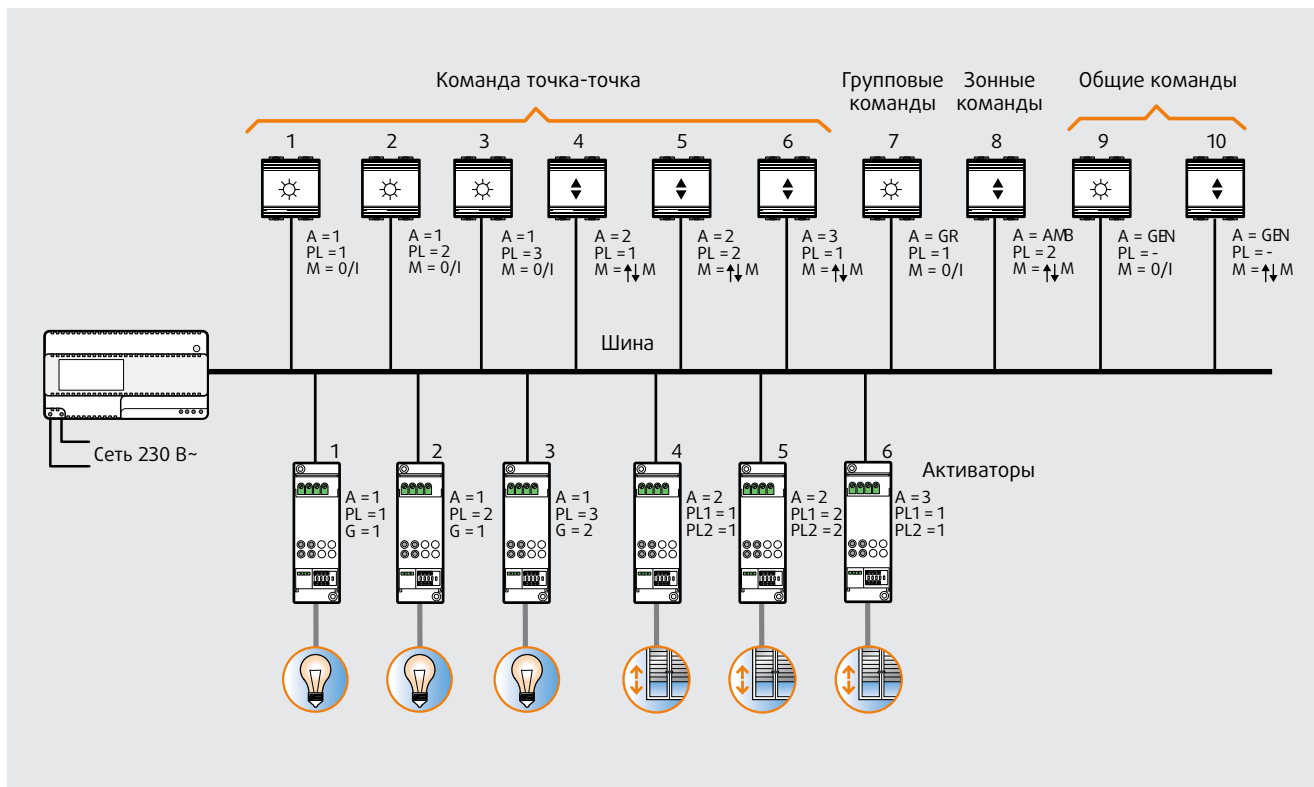 Команда точка-точка
Групповые
команды
Зонные
команды
Общие команды
1
2
3
4
5
6
7
8
9
10
A = 1
PL = 1
M = 0/I
A = 1
PL = 2
M = 0/I
A = 1
PL = 3
M = 0/I
A = 2
PL = 1
M = ↑↓ M
A = 2
PL = 2
M = ↑↓ M
A = 3
PL = 1
M = ↑↓ M
A = GR
PL = 1
M = 0/I
A = AMB
PL = 2
M = ↑↓ M
A = GEN
PL = -
M = 0/I
A = GEN
PL = -
M = ↑↓ M
Шина
Сеть 230 В~
1
2
3
4
5
6
Активаторы
A = 1
PL = 1
G = 1
A = 1
PL = 2
G = 1
A = 1
PL = 3
G = 2
A = 2
PL1 = 1
PL2 = 1
A = 2
PL1 = 2
PL2 = 2
A = 3
PL1 = 1
PL2 = 1